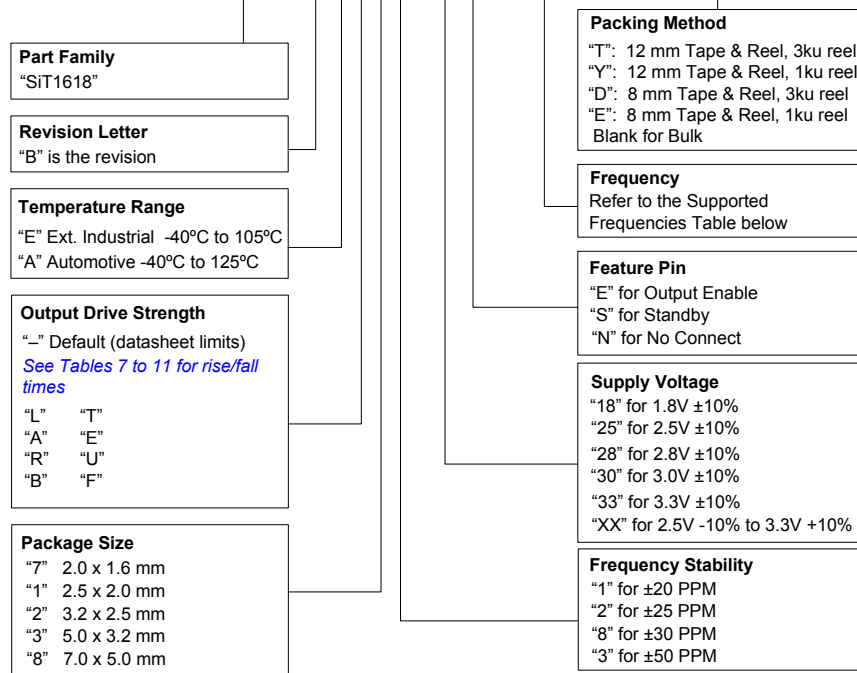 Part Family
“SiT1618”
Revision Letter
“B” is the revision
Temperature Range
“E” Ext. Industrial -40ºC to 105ºC
“A” Automotive -40ºC to 125ºC
Output Drive Strength
“–” Default (datasheet limits)
See Tables 7 to 11 for rise/fall
times
“L” “T”
“A” “E”
“R” “U”
“B” “F”
Package Size
“7” 2.0 x 1.6 mm
“1” 2.5 x 2.0 mm
“2” 3.2 x 2.5 mm
“3” 5.0 x 3.2 mm
“8” 7.0 x 5.0 mm
Packing Method
“T”: 12 mm Tape & Reel, 3ku reel
“Y”: 12 mm Tape & Reel, 1ku reel
“D”: 8 mm Tape & Reel, 3ku reel
“E”: 8 mm Tape & Reel, 1ku reel
Blank for Bulk
Frequency
Refer to the Supported
Frequencies Table below
Feature Pin
“E” for Output Enable
“S” for Standby
“N” for No Connect
Supply Voltage
“18” for 1.8V ±10%
“25” for 2.5V ±10%
“28” for 2.8V ±10%
“30” for 3.0V ±10%
“33” for 3.3V ±10%
“XX” for 2.5V -10% to 3.3V +10%
Frequency Stability
“1” for ±20 PPM
“2” for ±25 PPM
“8” for ±30 PPM
“3” for ±50 PPM